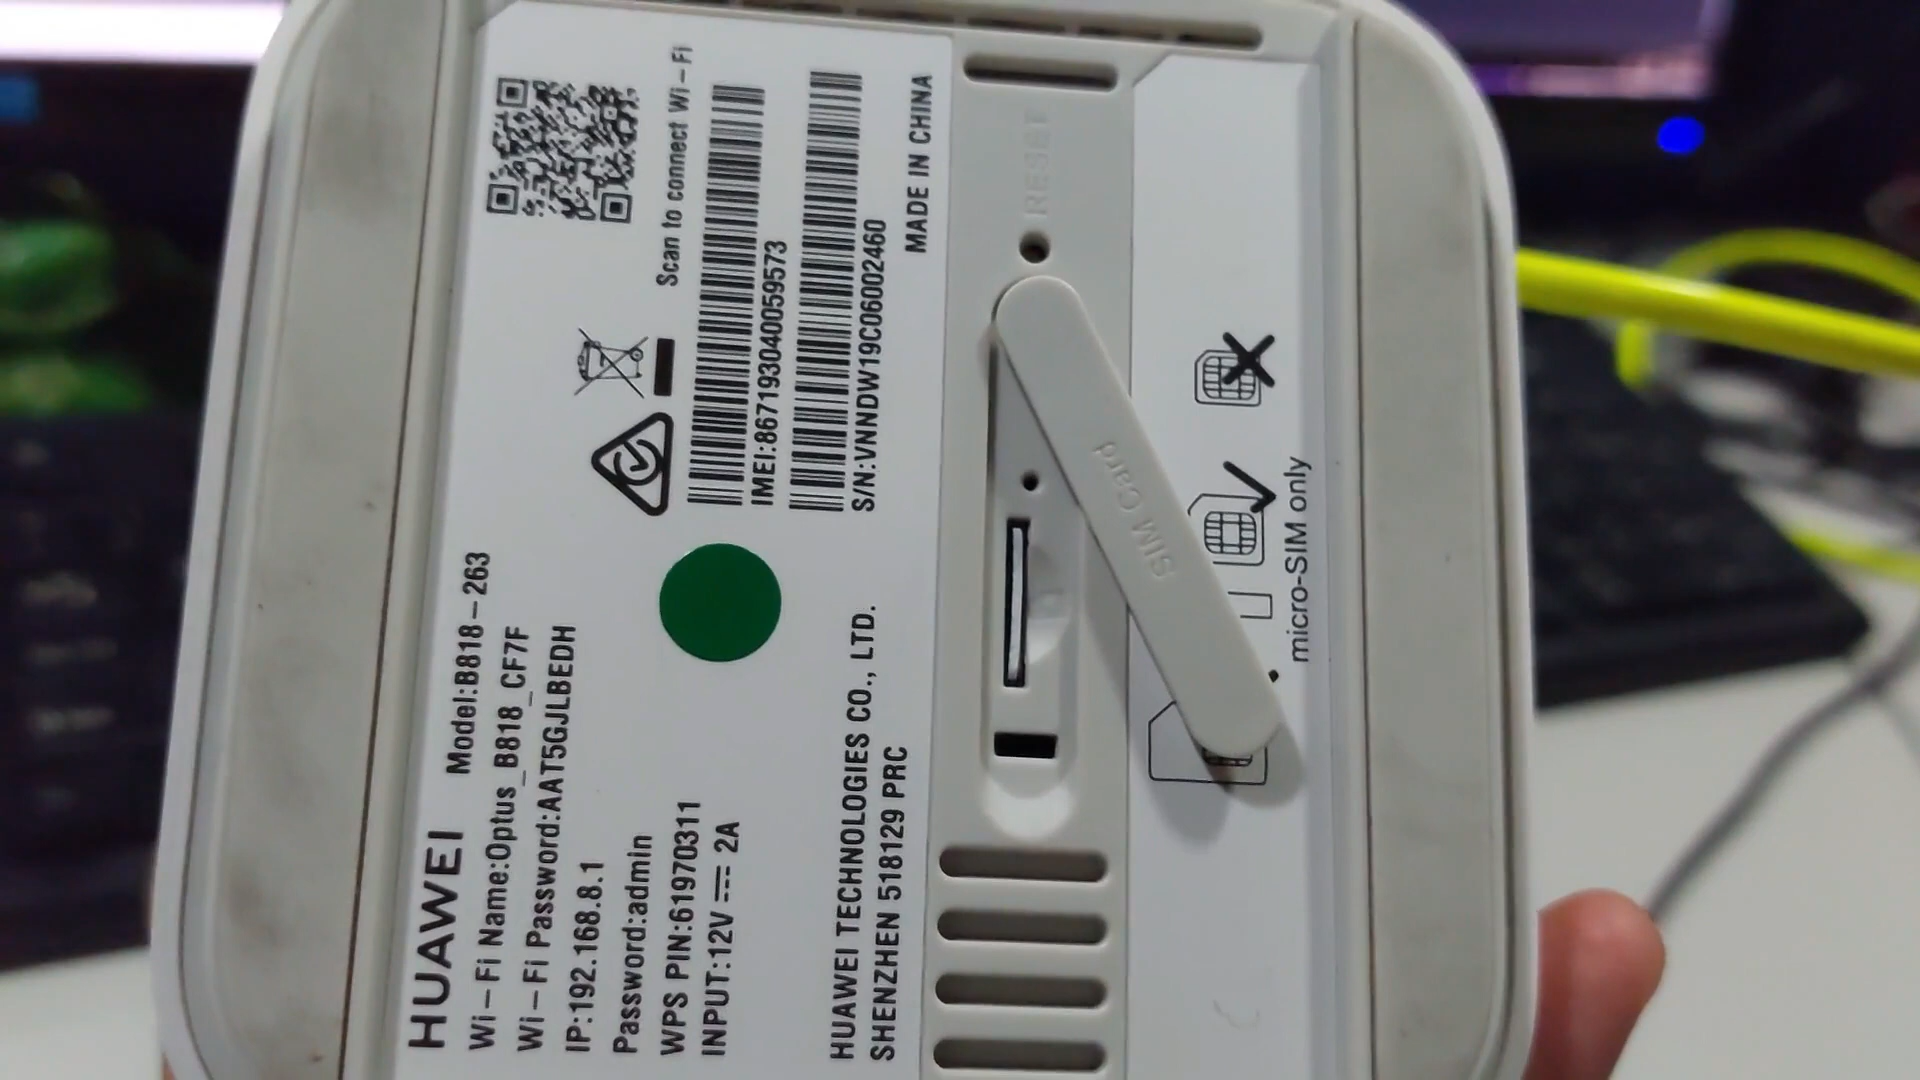 HUAWEI Model:B818-263
Wi-Fi Name:Optus_B818_CF7F
Wi-Fi Password:AAT5GJLBEDH
IP:192.168.8.1
Password:admin
WPS PIN:61970311
INPUT:12V⎓2A
Scan to connect Wi-Fi
IMEI:867193040059573
S/N:VNNDW19C06002460
HUAWEI TECHNOLOGIES CO., LTD.
SHENZHEN 518129 PRC
MADE IN CHINA
RESET
SIM Card
micro-SIM only